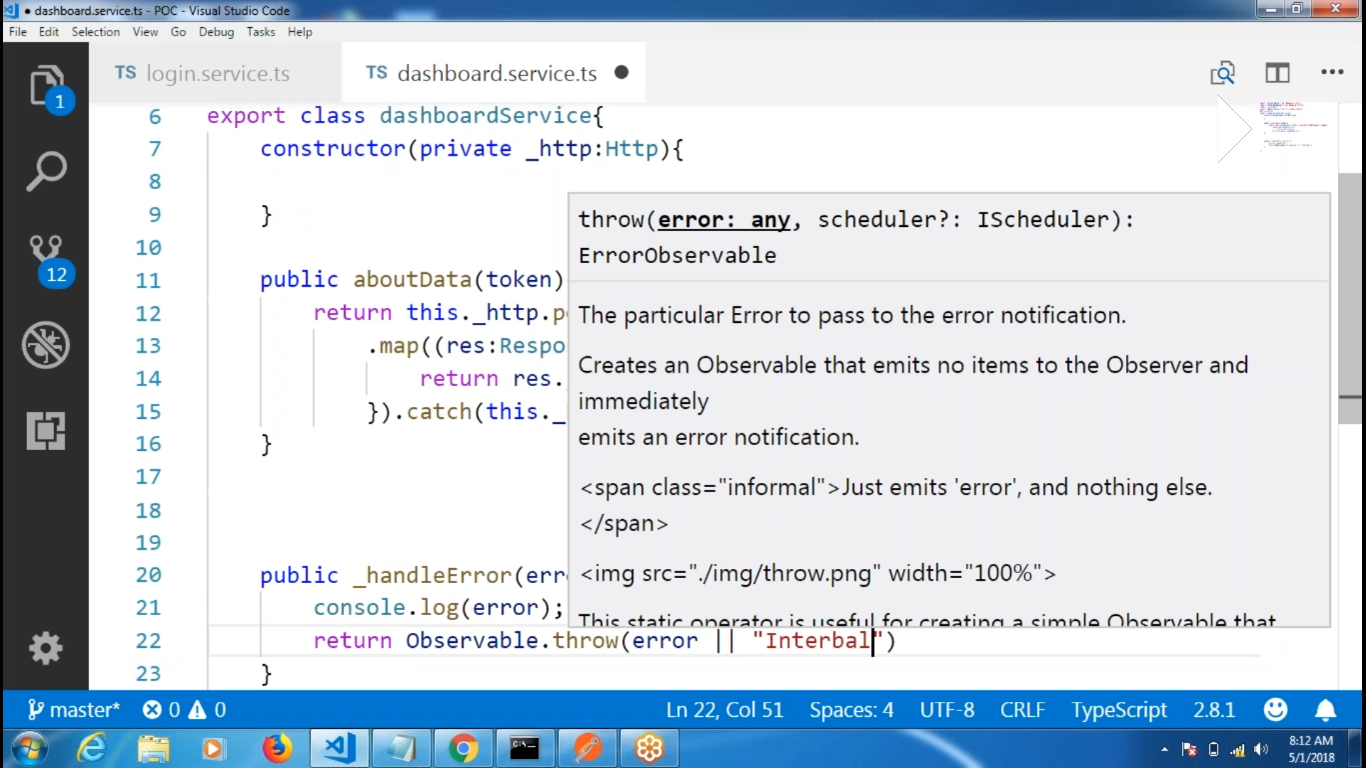 dashboard.service.ts - POC - Visual Studio Code
File Edit Selection View Go Debug Tasks Help
TS login.service.ts TS dashboard.service.ts
1
12
6 export class dashboardService{
7 constructor(private _http:Http){
8
9 }
10
11 public aboutData(token)
12 return this._http.p
13 .map((res:Respo
14 return res.
15 }).catch(this._
16 }
17
18
19
20 public _handleError(err
21 console.log(error);
22 return Observable.throw(error || "Interbal")
23 }
throw(error: any, scheduler?: IScheduler):
ErrorObservable
The particular Error to pass to the error notification.
Creates an Observable that emits no items to the Observer and
immediately
emits an error notification.
<span class="informal">Just emits 'error', and nothing else.
</span>
<img src="./img/throw.png" width="100%">
This static operator is useful for creating a simple Observable that
master* 0 0 Ln 22, Col 51 Spaces: 4 UTF-8 CRLF TypeScript 2.8.1
8:12 AM
5/1/2018